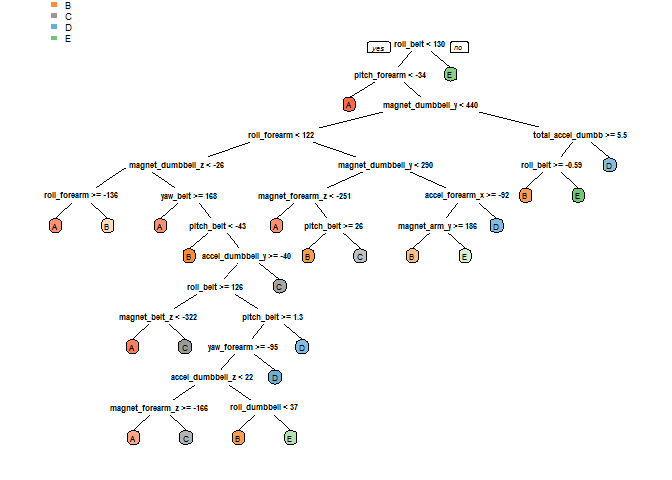 B
C
D
E
yes roll_belt < 130 no
pitch_forearm < -34 E
A magnet_dumbbell_y < 440
roll_forearm < 122 total_accel_dumbb >= 5.5
magnet_dumbbell_z < -26 magnet_dumbbell_y < 290 roll_belt >= -0.59 D
roll_forearm >= -136 yaw_belt >= 168 magnet_forearm_z < -251 accel_forearm_x >= -92 B E
A B A pitch_belt < -43 A pitch_belt >= 26 magnet_arm_y >= 186 D
B accel_dumbbell_y >= -40 B C B E
roll_belt >= 126 C
magnet_belt_z < -322 pitch_belt >= 1.3
A C yaw_forearm >= -95 D
accel_dumbbell_z < 22 D
magnet_forearm_z >= -166 roll_dumbbell < 37
A C B E